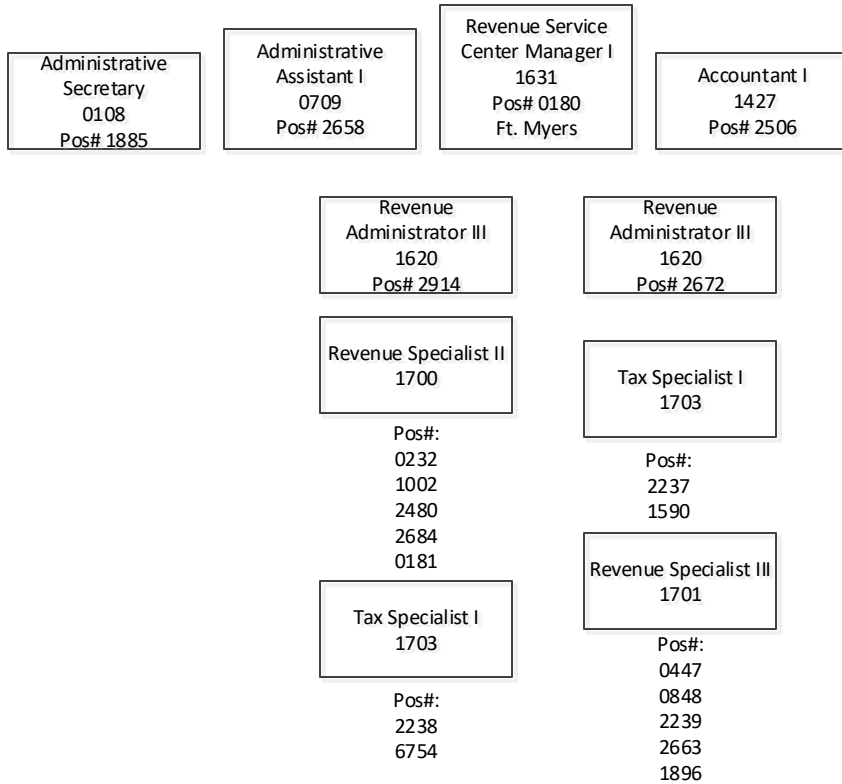 Administrative
Secretary
0108
Pos# 1885
Administrative
Assistant I
0709
Pos# 2658
Revenue Service
Center Manager I
1631
Pos# 0180
Ft. Myers
Accountant I
1427
Pos# 2506
Revenue
Administrator III
1620
Pos# 2914
Revenue
Administrator III
1620
Pos# 2672
Revenue Specialist II
1700
Pos#:
0232
1002
2480
2684
0181
Tax Specialist I
1703
Pos#:
2238
6754
Tax Specialist I
1703
Pos#:
2237
1590
Revenue Specialist III
1701
Pos#:
0447
0848
2239
2663
1896